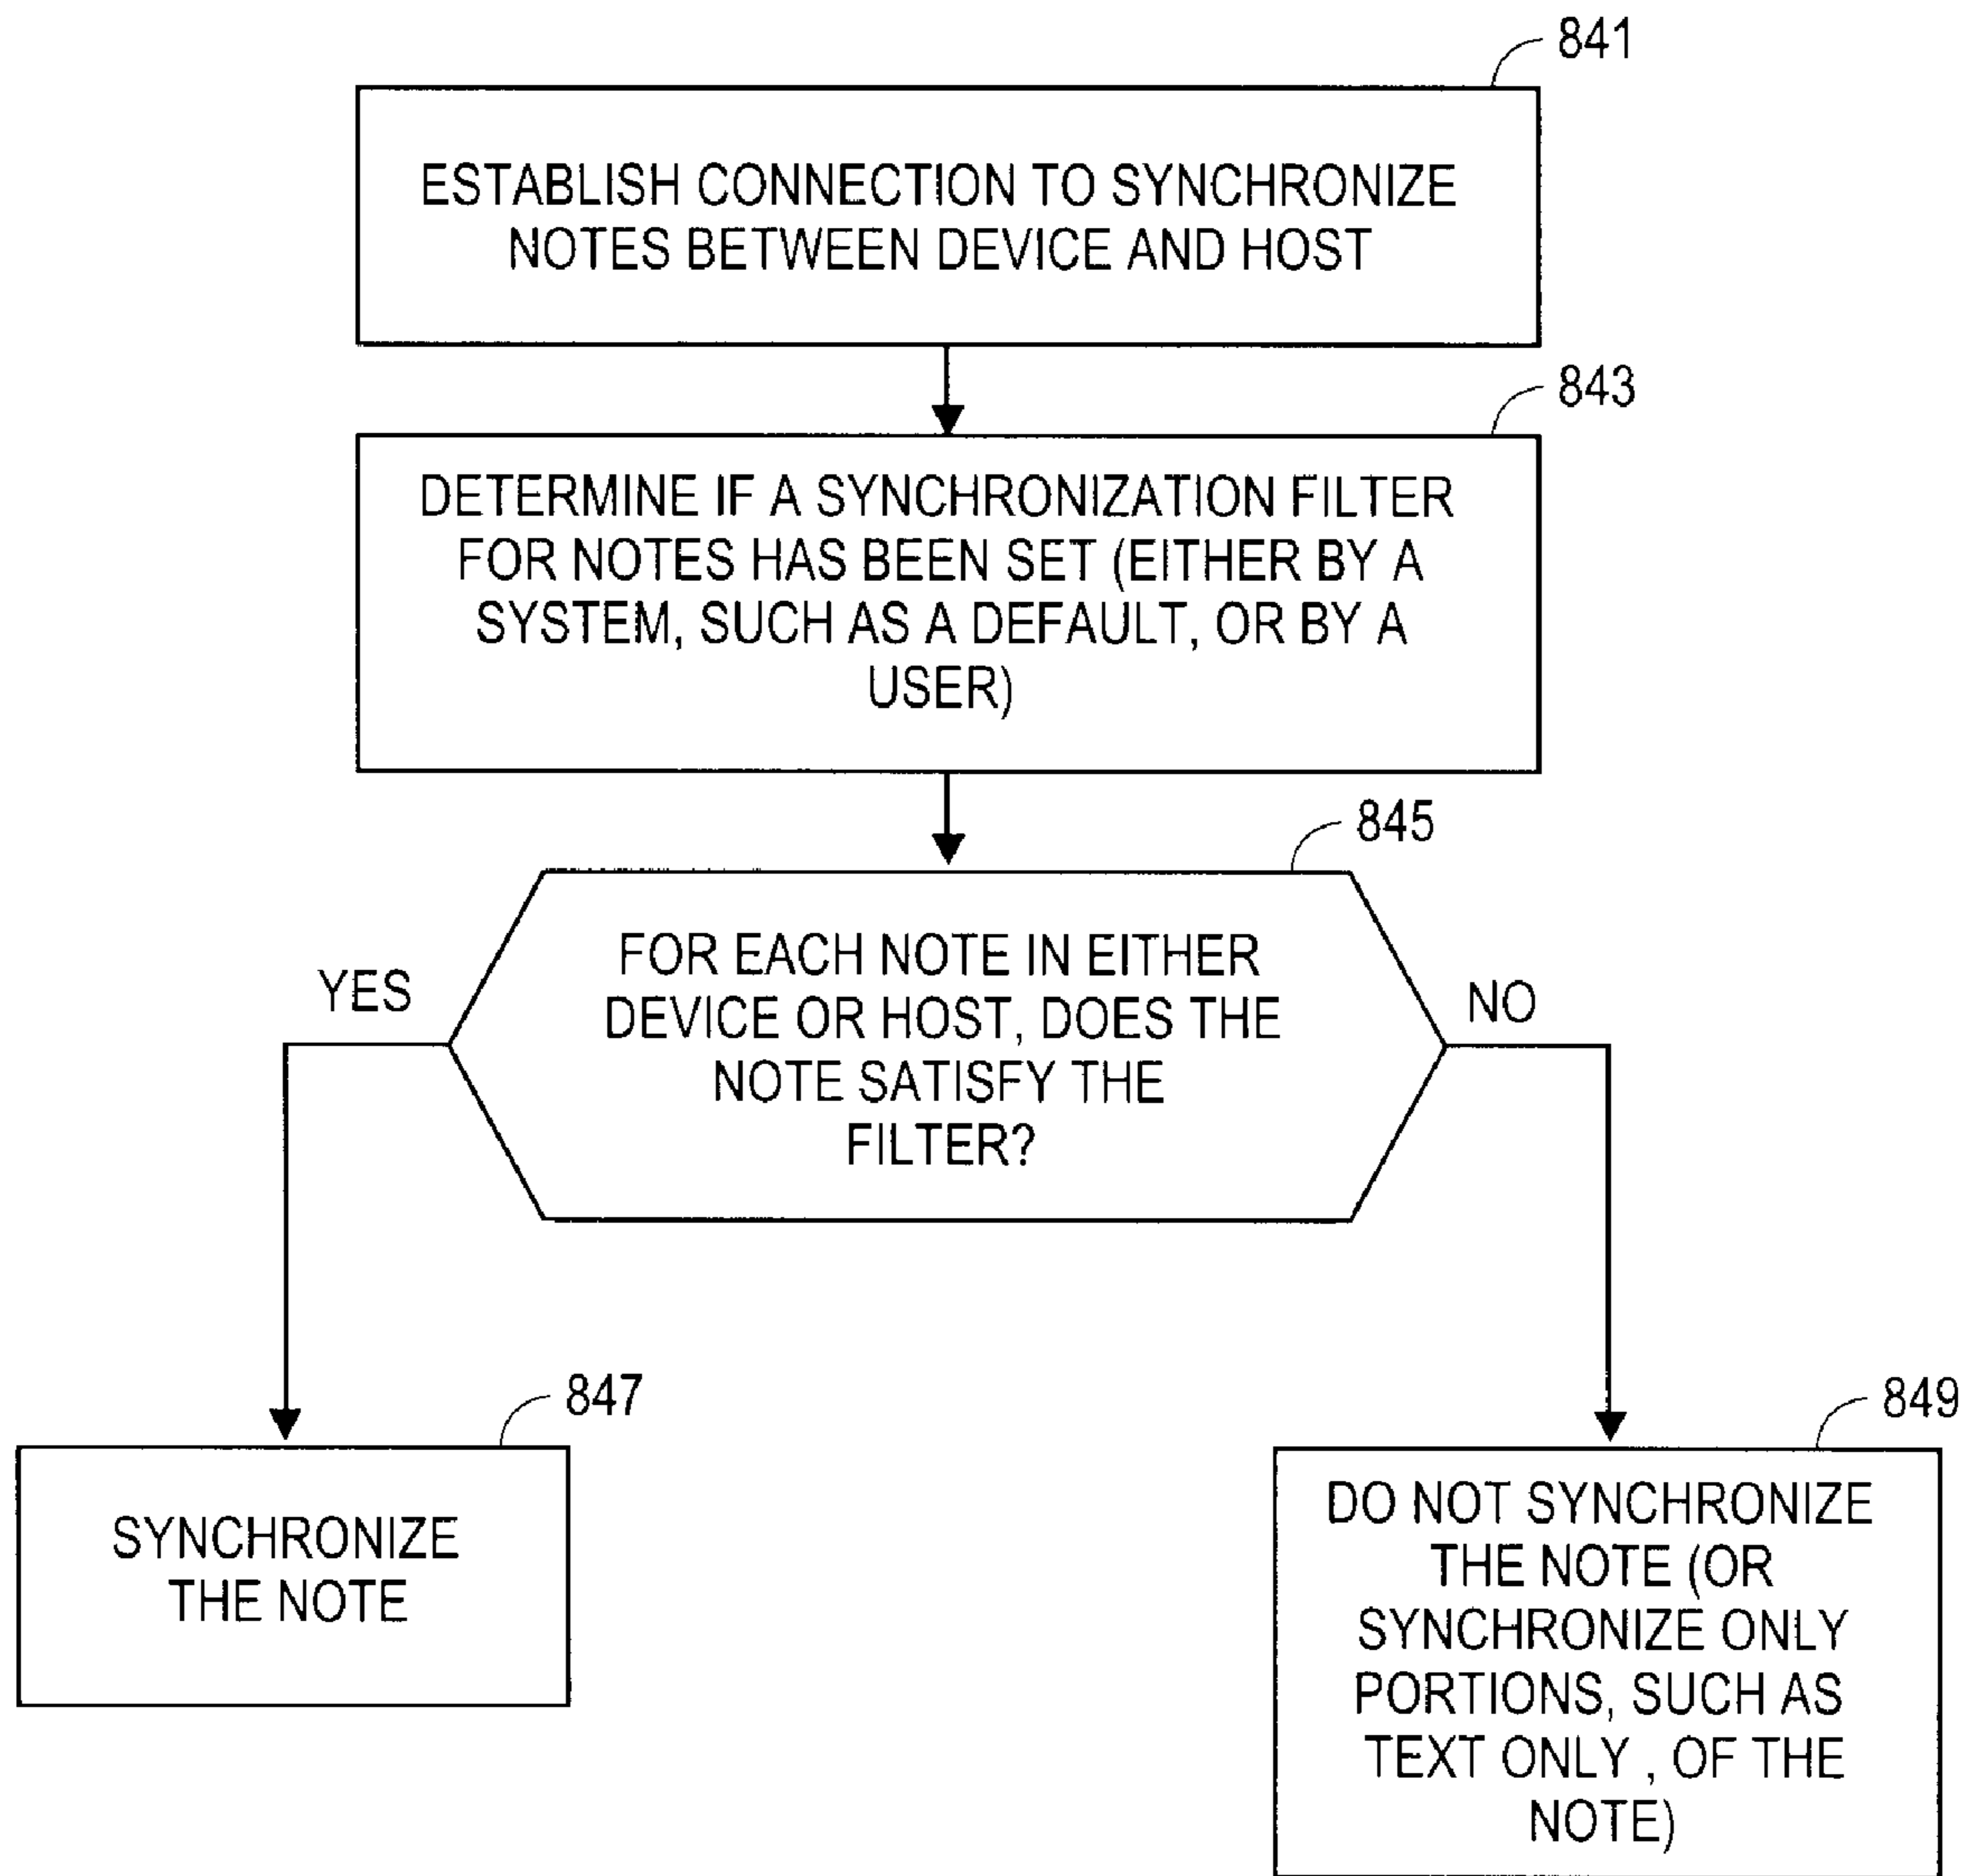 841
ESTABLISH CONNECTION TO SYNCHRONIZE
NOTES BETWEEN DEVICE AND HOST
843
DETERMINE IF A SYNCHRONIZATION FILTER
FOR NOTES HAS BEEN SET (EITHER BY A
SYSTEM, SUCH AS A DEFAULT, OR BY A
USER)
845
FOR EACH NOTE IN EITHER
DEVICE OR HOST, DOES THE
NOTE SATISFY THE
FILTER?
YES
NO
847
SYNCHRONIZE
THE NOTE
849
DO NOT SYNCHRONIZE
THE NOTE (OR
SYNCHRONIZE ONLY
PORTIONS, SUCH AS
TEXT ONLY , OF THE
NOTE)